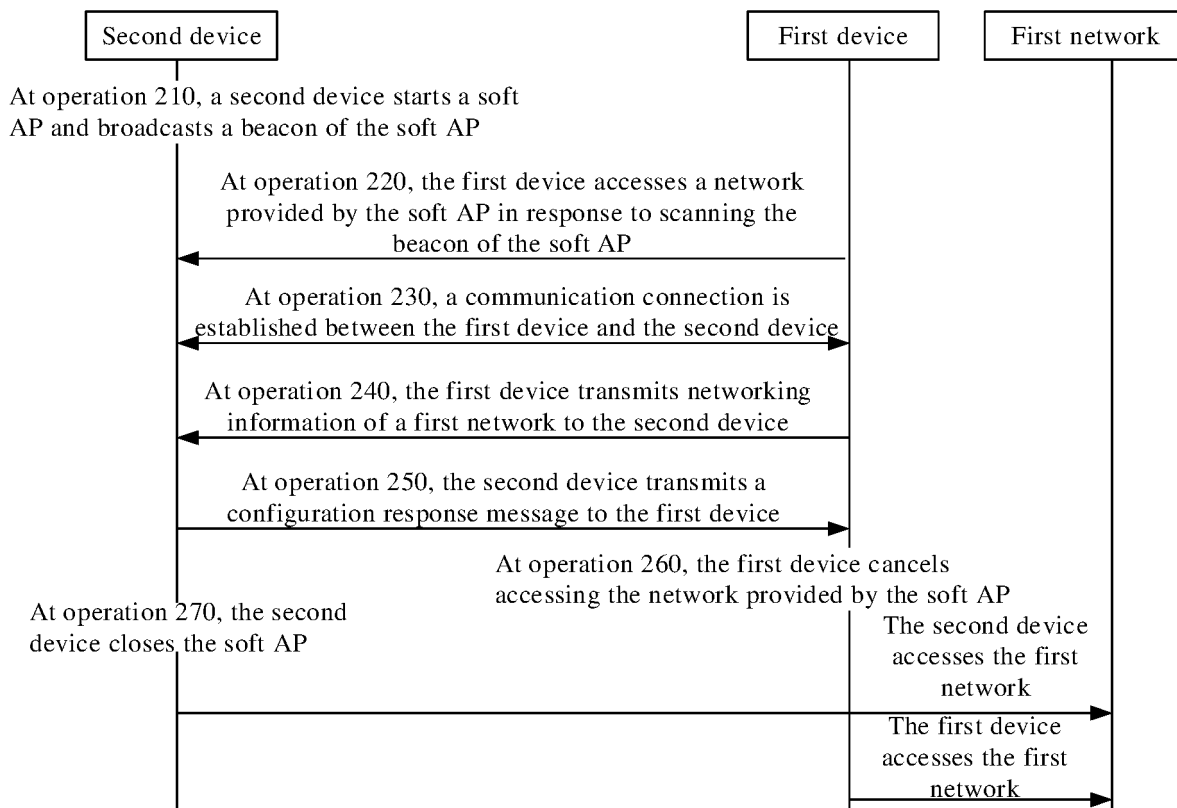 Second device
First device
First network
At operation 210, a second device starts a soft
AP and broadcasts a beacon of the soft AP
At operation 220, the first device accesses a network
provided by the soft AP in response to scanning the
beacon of the soft AP
At operation 230, a communication connection is
established between the first device and the second device
At operation 240, the first device transmits networking
information of a first network to the second device
At operation 250, the second device transmits a
configuration response message to the first device
At operation 260, the first device cancels
accessing the network provided by the soft AP
At operation 270, the second
device closes the soft AP
The second device
accesses the first
network
The first device
accesses the first
network